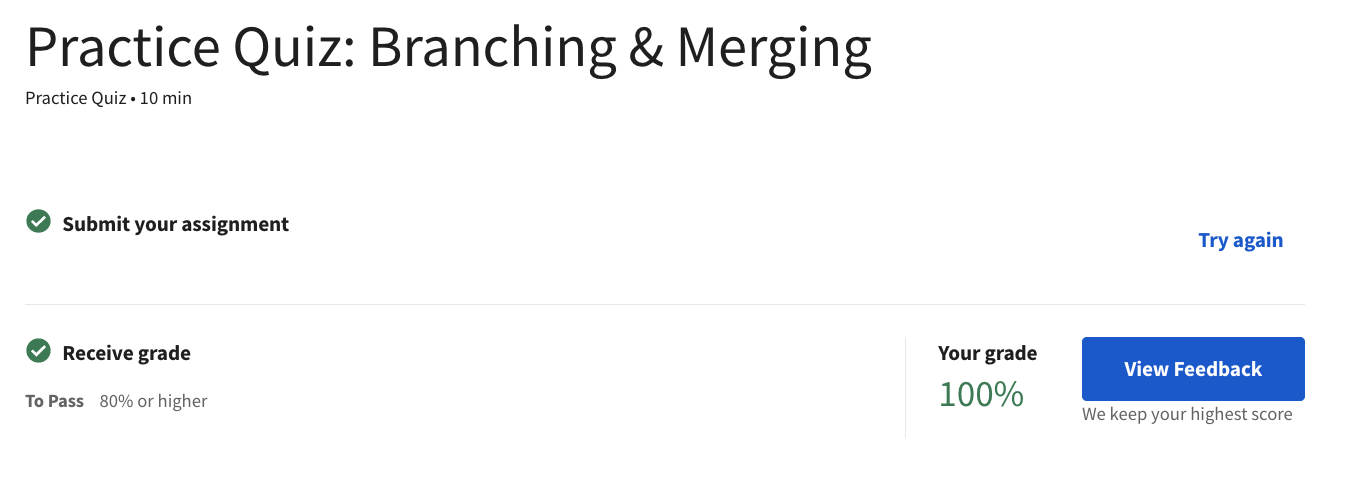 Practice Quiz: Branching & Merging
Practice Quiz • 10 min
Submit your assignment
Try again
Receive grade
To Pass 80% or higher
Your grade
100%
View Feedback
We keep your highest score